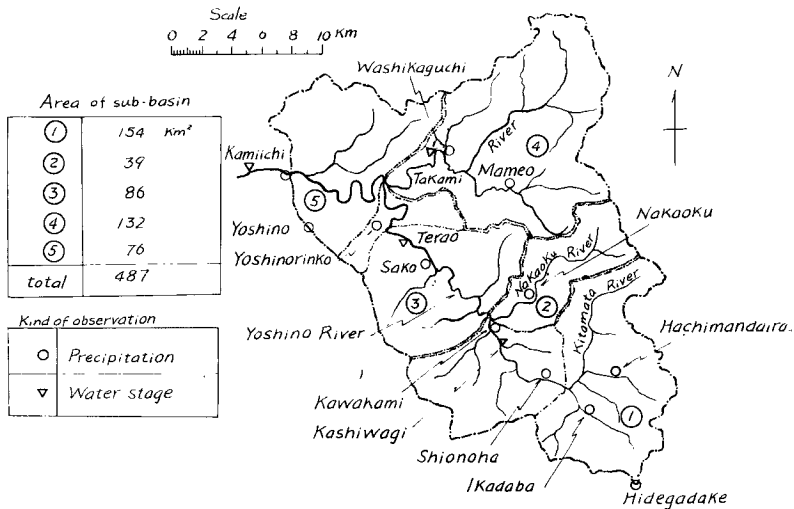 Scale
0 2 4 6 8 10 Km
N
Area of sub-basin
① 154 Km²
② 39
③ 86
④ 132
⑤ 76
total 487
Kind of observation
○ Precipitation
▽ Water stage
Washikaguchi
Kamiichi
River
④
Takami
Mameo
⑤
Yoshino
Yoshinorinko
Terao
Sako
Nakaoku
Nakaoku River
②
③
Kitamata River
Yoshino River
Hachimandaira
Kawakami
Kashiwagi
Shionoha
Ikadaba
①
Hidegadake